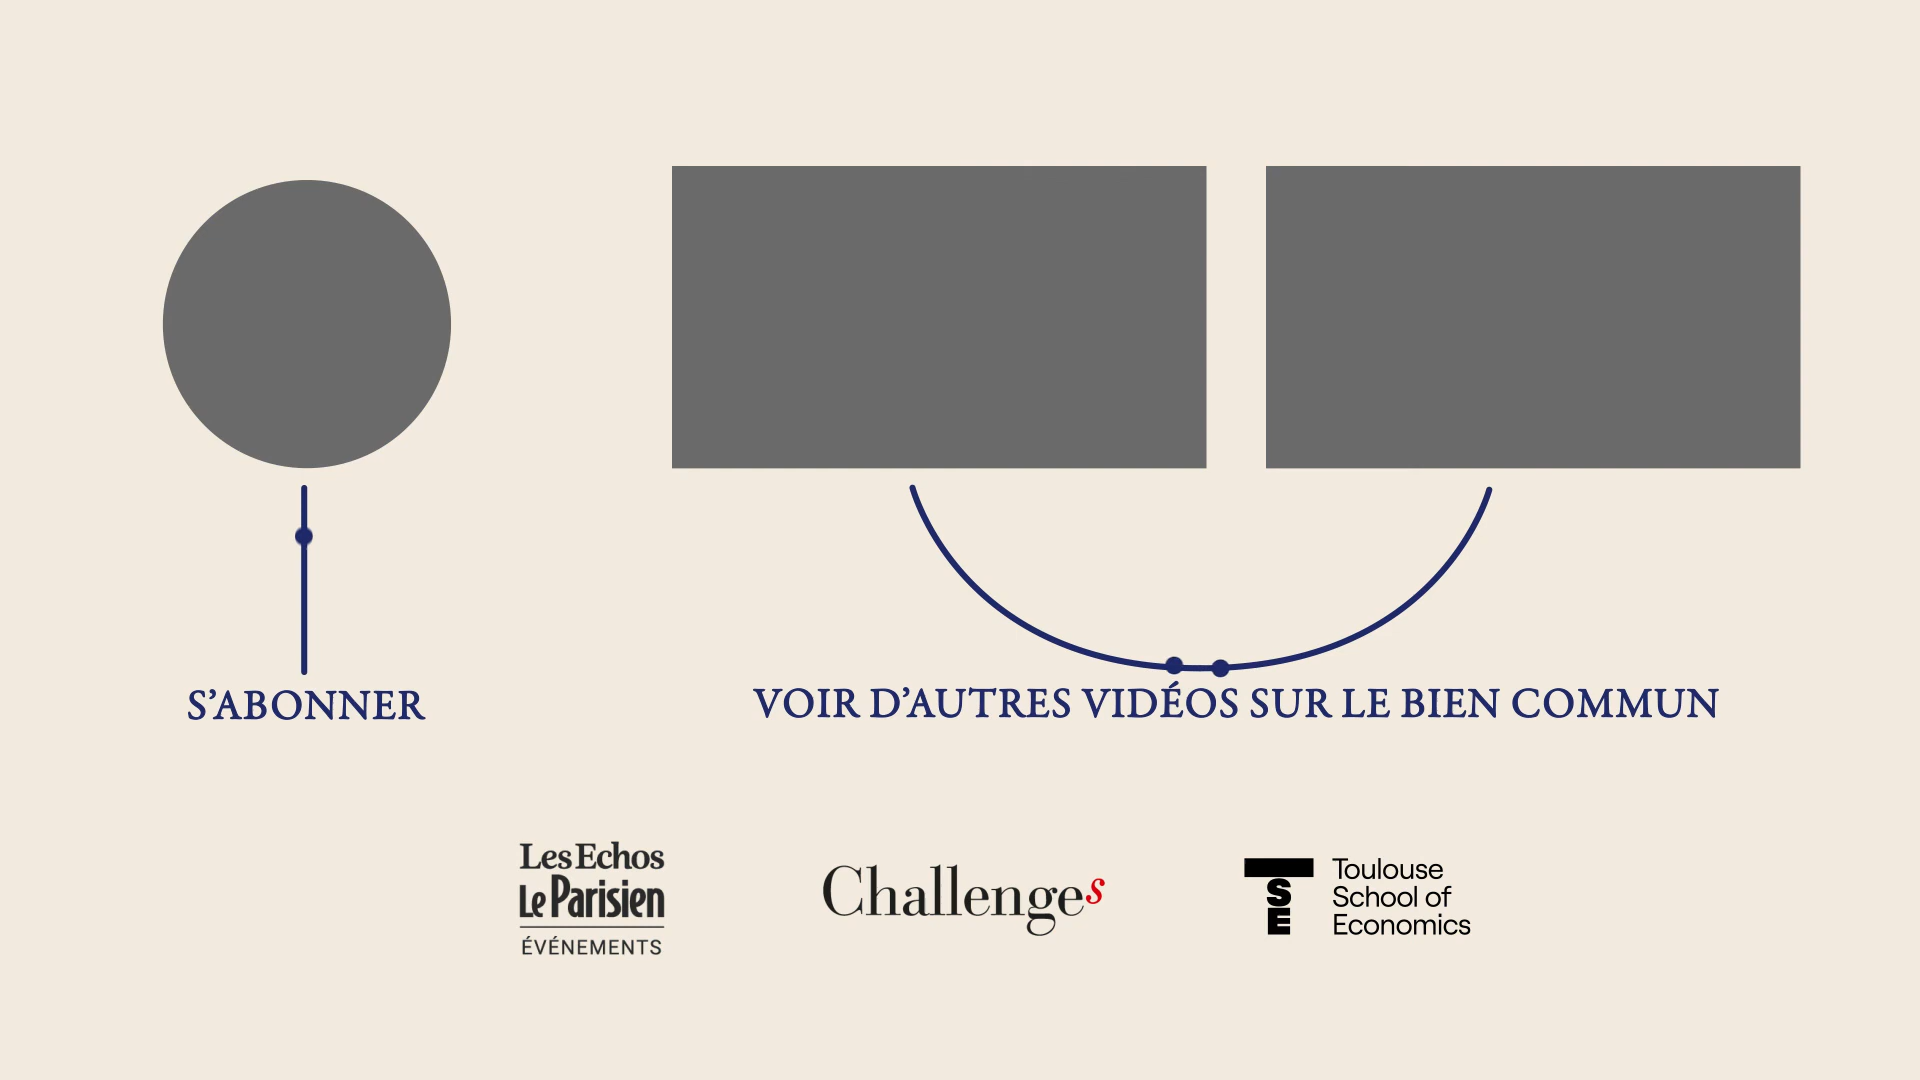 S’ABONNER
VOIR D’AUTRES VIDÉOS SUR LE BIEN COMMUN
Les Echos
Le Parisien
ÉVÉNEMENTS
Challenges
TSE
Toulouse
School of
Economics